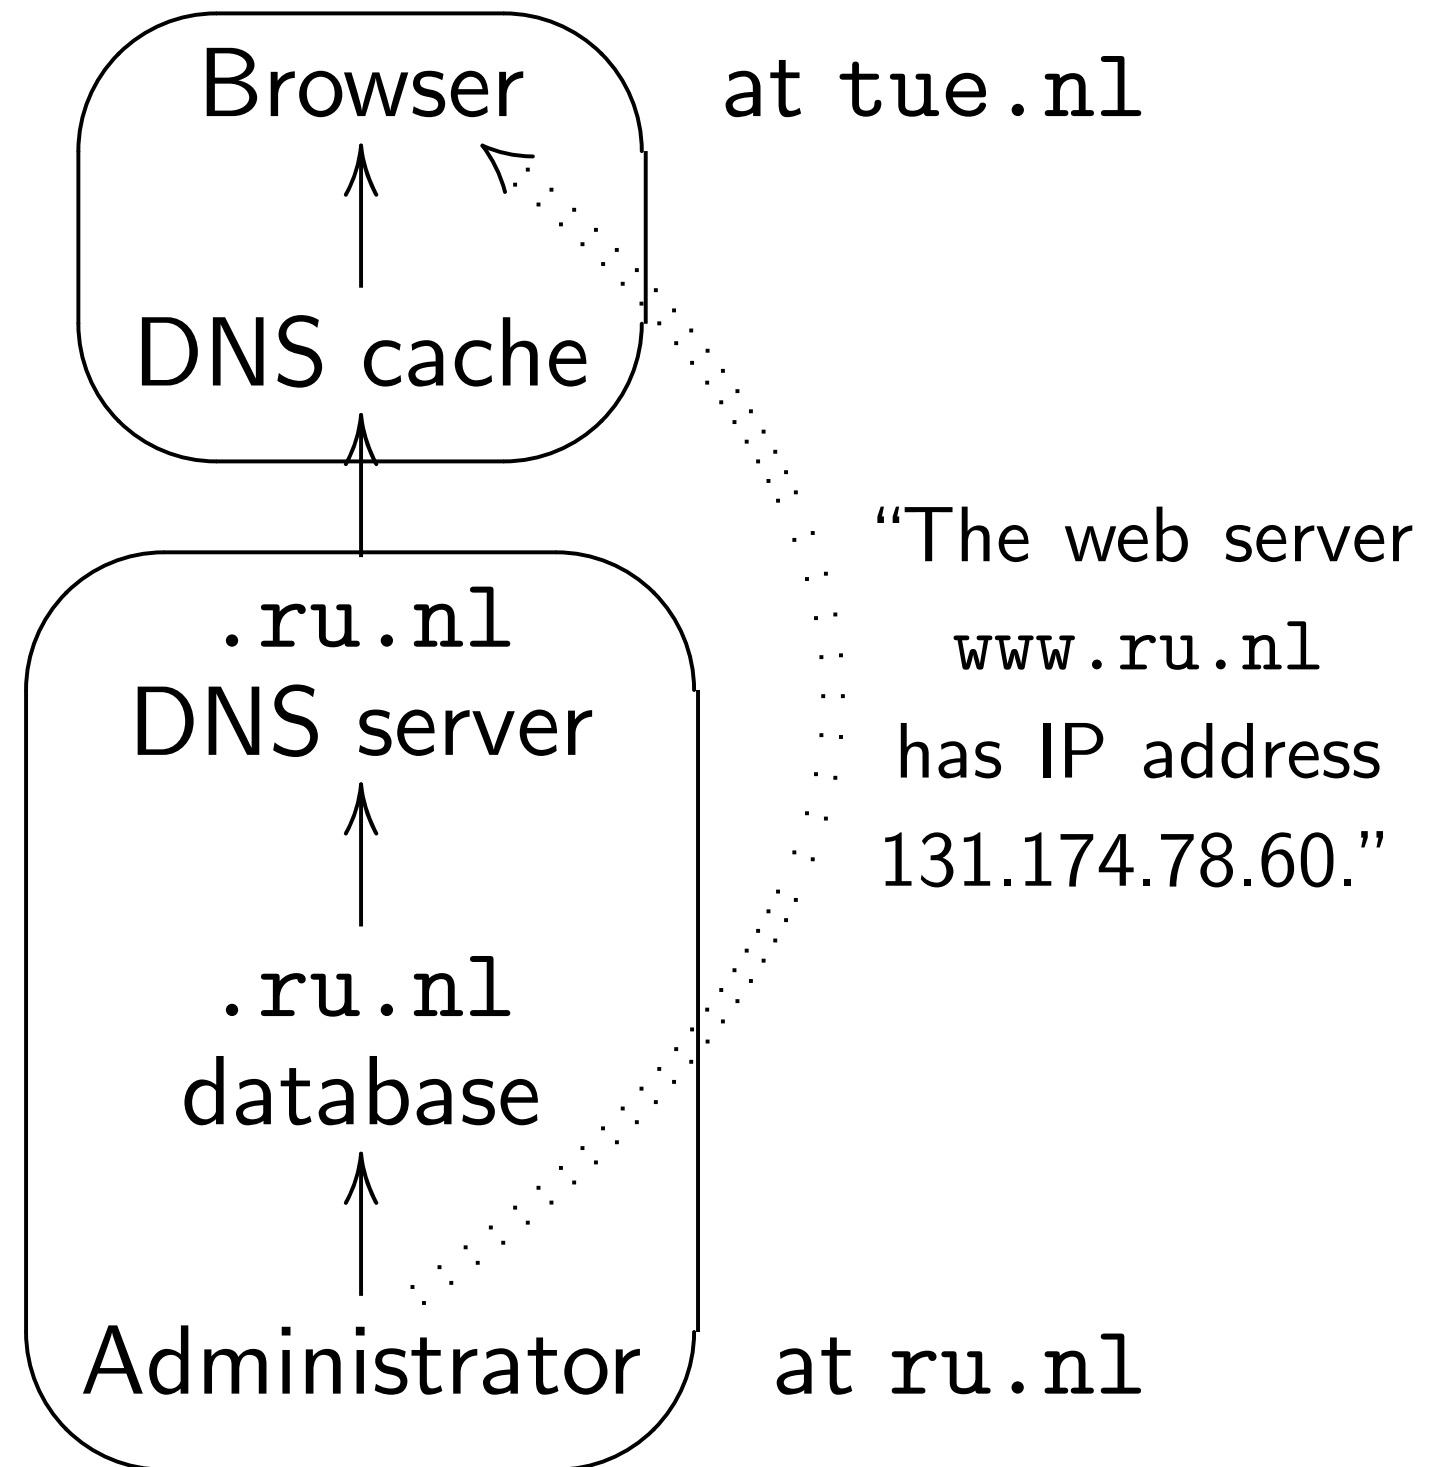 Browser
at tue.nl
DNS cache
“The web server
www.ru.nl
has IP address
131.174.78.60.”
.ru.nl
DNS server
.ru.nl
database
Administrator
at ru.nl